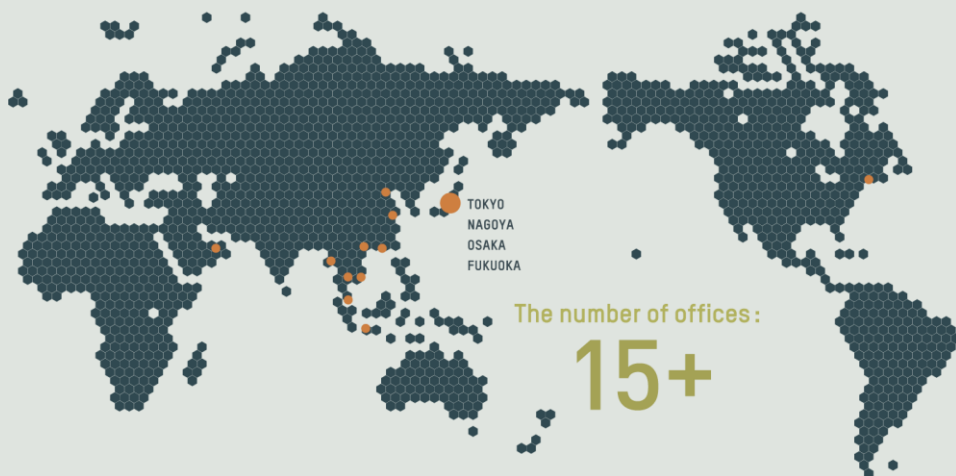 TOKYO
NAGOYA
OSAKA
FUKUOKA
The number of offices:
15+